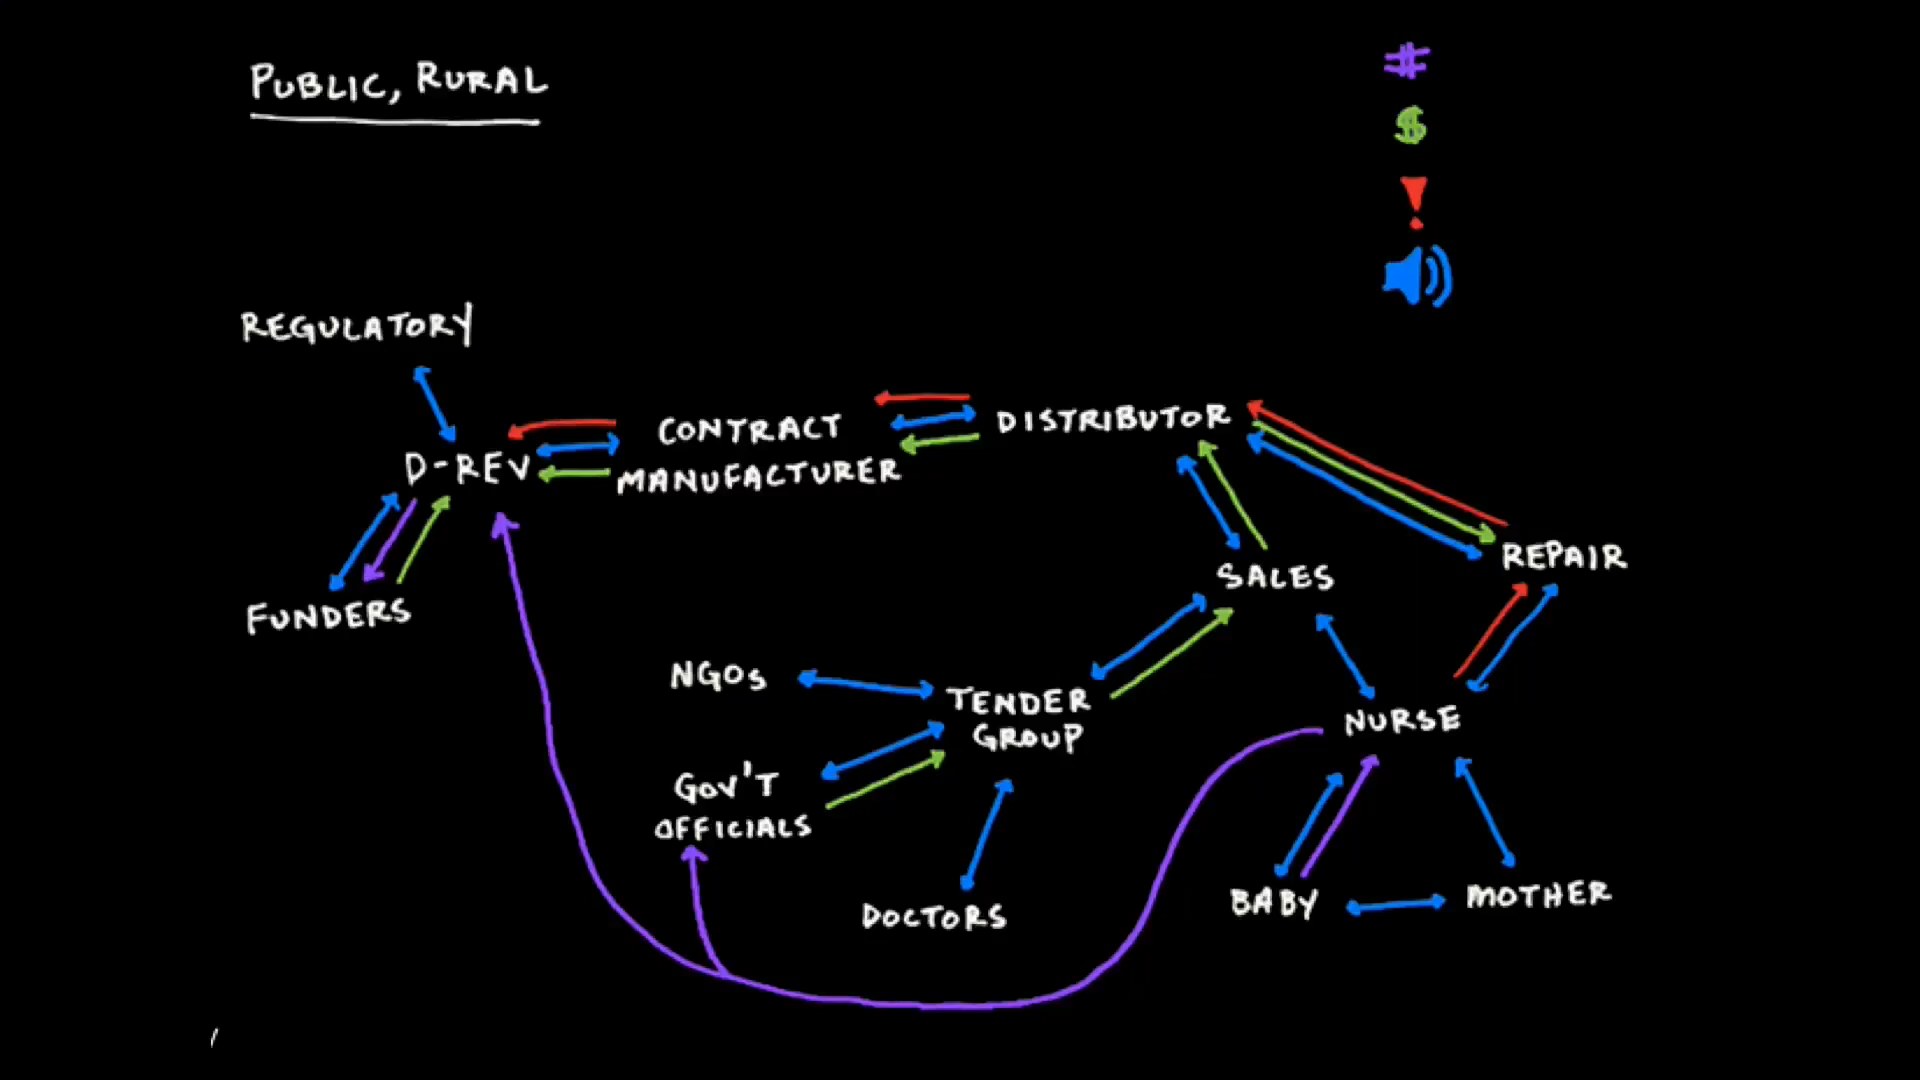 PUBLIC, RURAL
#
$
!
REGULATORY
D-REV
CONTRACT
MANUFACTURER
DISTRIBUTOR
FUNDERS
SALES
REPAIR
NGOs
TENDER
GROUP
NURSE
GOV'T
OFFICIALS
DOCTORS
BABY
MOTHER